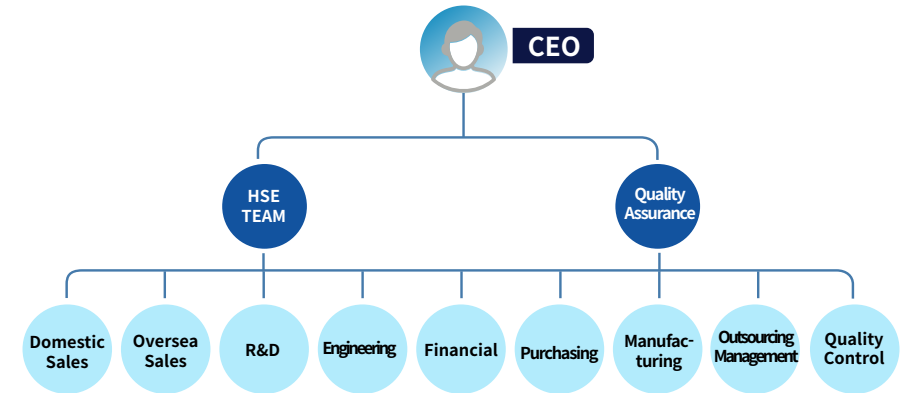 CEO
HSE
TEAM
Quality
Assurance
Domestic
Sales
Oversea
Sales
R&D
Engineering
Financial
Purchasing
Manufac-
turing
Outsourcing
Management
Quality
Control